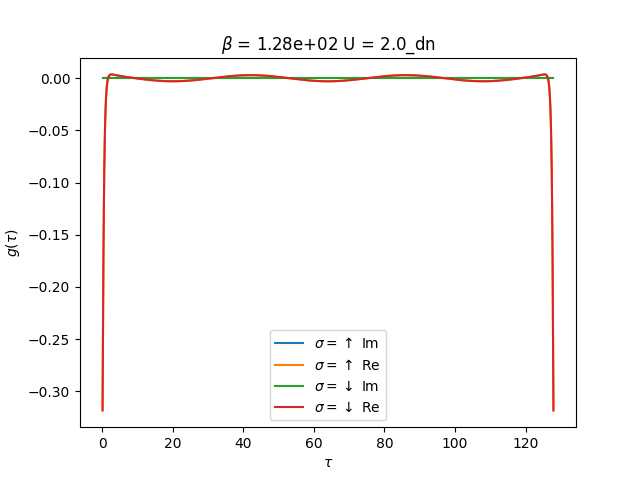 β = 1.28e+02 U = 2.0_dn
0.00
−0.05
−0.10
−0.15
−0.20
−0.25
−0.30
g(τ)
σ = ↑ Im
σ = ↑ Re
σ = ↓ Im
σ = ↓ Re
0 20 40 60 80 100 120
τ